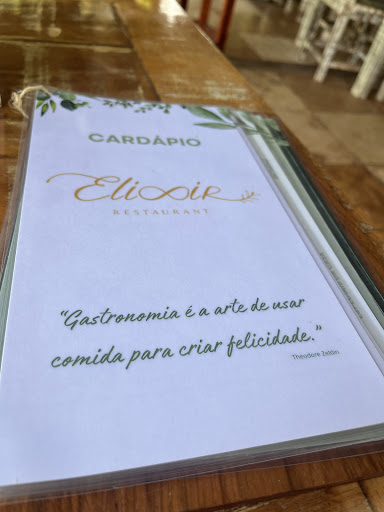 CARDÁPIO
Elixir
RESTAURANT
"Gastronomia é a arte de usar
comida para criar felicidade."
Theodore Zeldin